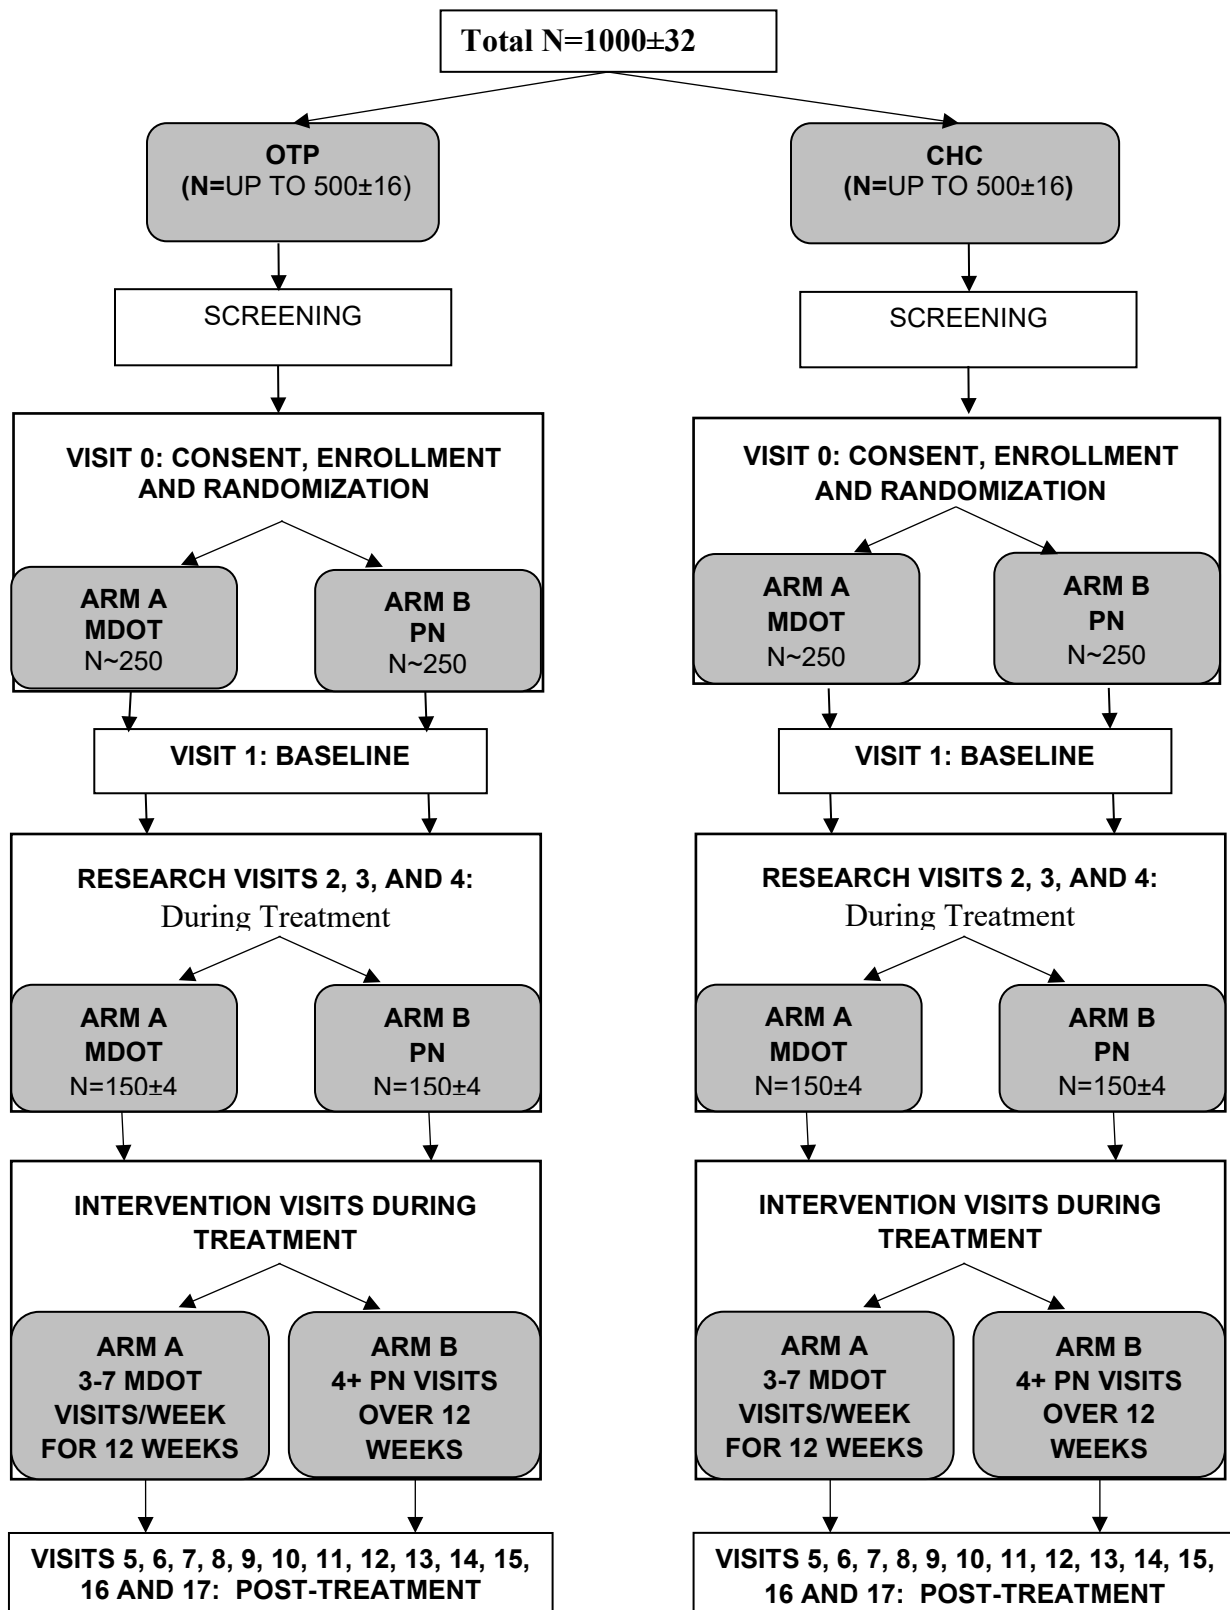 Total N=1000±32
OTP
(N=UP TO 500±16)
CHC
(N=UP TO 500±16)
SCREENING
SCREENING
VISIT 0: CONSENT, ENROLLMENT
AND RANDOMIZATION
ARM A
MDOT
N~250
ARM B
PN
N~250
VISIT 0: CONSENT, ENROLLMENT
AND RANDOMIZATION
ARM A
MDOT
N~250
ARM B
PN
N~250
VISIT 1: BASELINE
VISIT 1: BASELINE
RESEARCH VISITS 2, 3, AND 4:
During Treatment
ARM A
MDOT
N=150±4
ARM B
PN
N=150±4
RESEARCH VISITS 2, 3, AND 4:
During Treatment
ARM A
MDOT
N=150±4
ARM B
PN
N=150±4
INTERVENTION VISITS DURING
TREATMENT
ARM A
3-7 MDOT
VISITS/WEEK
FOR 12 WEEKS
ARM B
4+ PN VISITS
OVER 12
WEEKS
INTERVENTION VISITS DURING
TREATMENT
ARM A
3-7 MDOT
VISITS/WEEK
FOR 12 WEEKS
ARM B
4+ PN VISITS
OVER 12
WEEKS
VISITS 5, 6, 7, 8, 9, 10, 11, 12, 13, 14, 15,
16 AND 17: POST-TREATMENT
VISITS 5, 6, 7, 8, 9, 10, 11, 12, 13, 14, 15,
16 AND 17: POST-TREATMENT